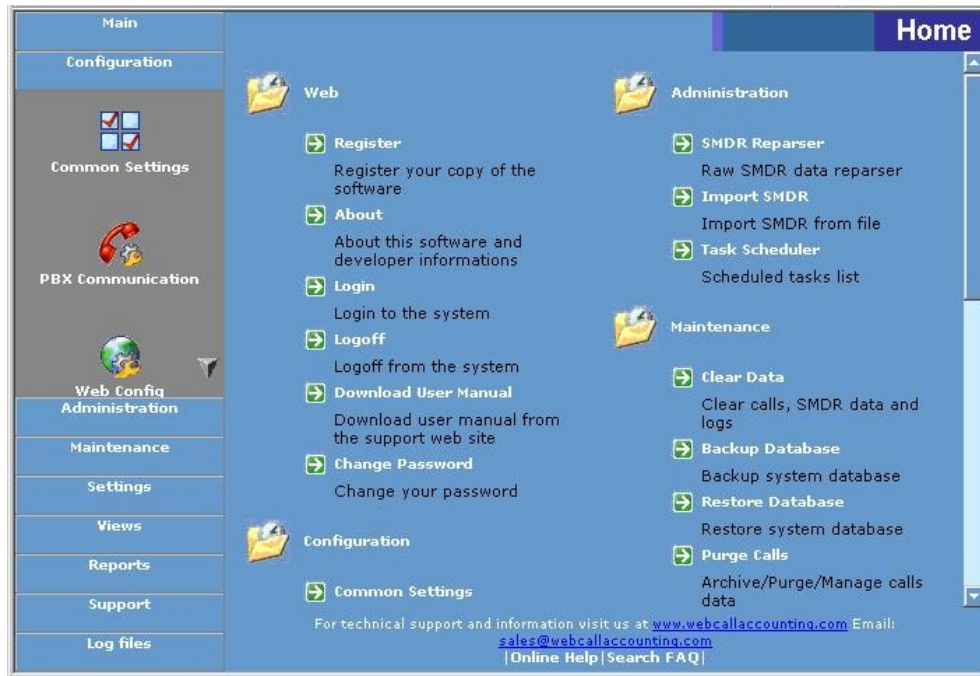 Main
Configuration
Common Settings
PBX Communication
Web Config
Administration
Maintenance
Settings
Views
Reports
Support
Log files
Home
Web
Register
Register your copy of the
software
About
About this software and
developer informations
Login
Login to the system
Logoff
Logoff from the system
Download User Manual
Download user manual from
the support web site
Change Password
Change your password
Configuration
Common Settings
Administration
SMDR Reparser
Raw SMDR data reparser
Import SMDR
Import SMDR from file
Task Scheduler
Scheduled tasks list
Maintenance
Clear Data
Clear calls, SMDR data and
logs
Backup Database
Backup system database
Restore Database
Restore system database
Purge Calls
Archive/Purge/Manage calls
data
For technical support and information visit us at www.webcallaccounting.com Email:
sales@webcallaccounting.com
|Online Help|Search FAQ|